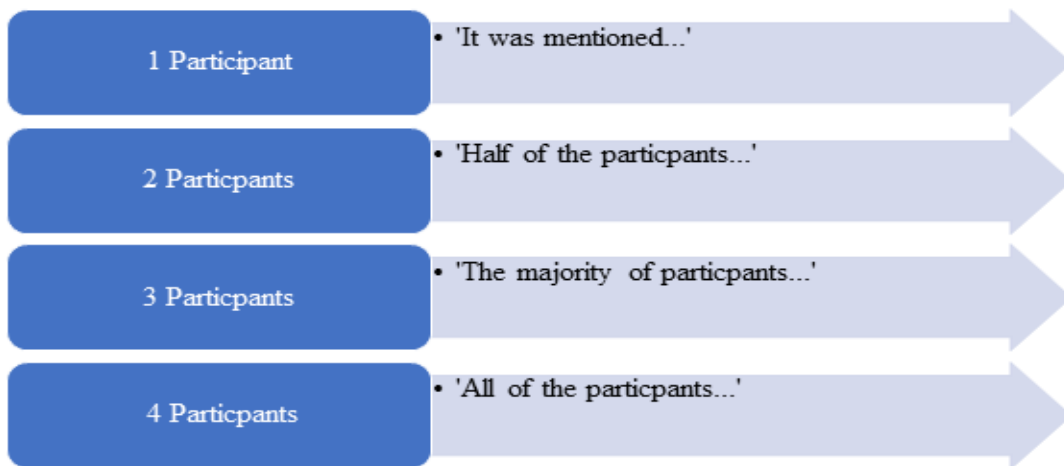 1 Participant
• 'It was mentioned...'
2 Particpants
• 'Half of the particpants...'
3 Particpants
• 'The majority of particpants...'
4 Particpants
• 'All of the particpants...'